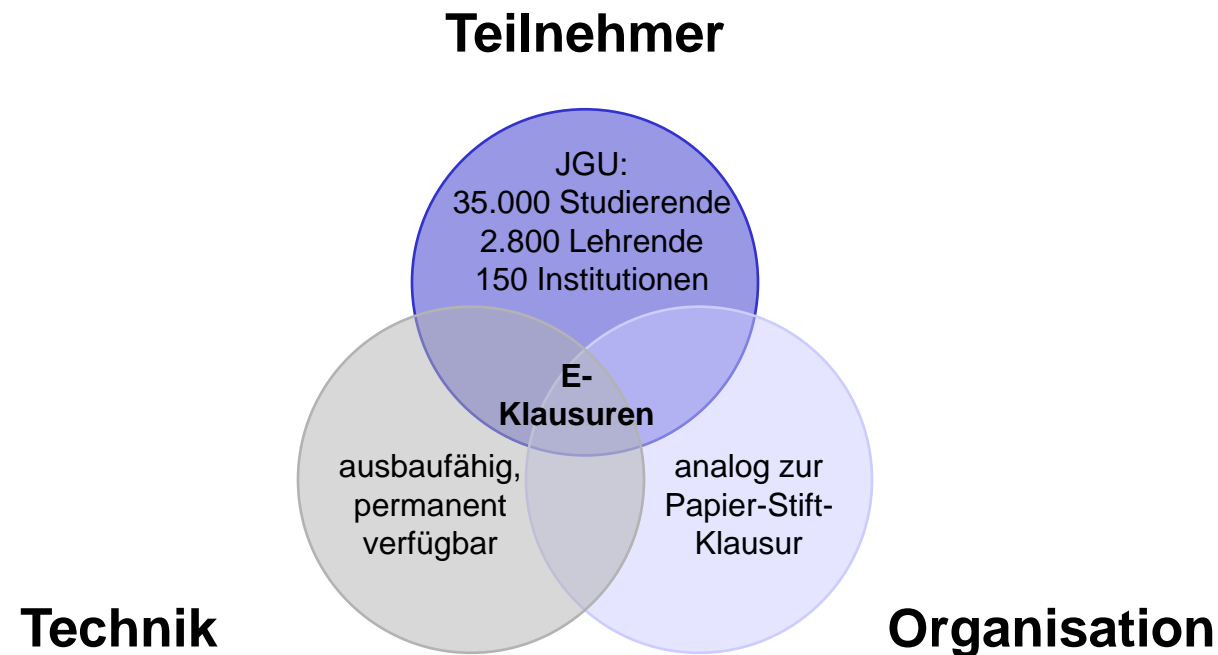 Teilnehmer
JGU:
35.000 Studierende
2.800 Lehrende
150 Institutionen
E-
Klausuren
ausbaufähig,
permanent
verfügbar
analog zur
Papier-Stift-
Klausur
Technik
Organisation